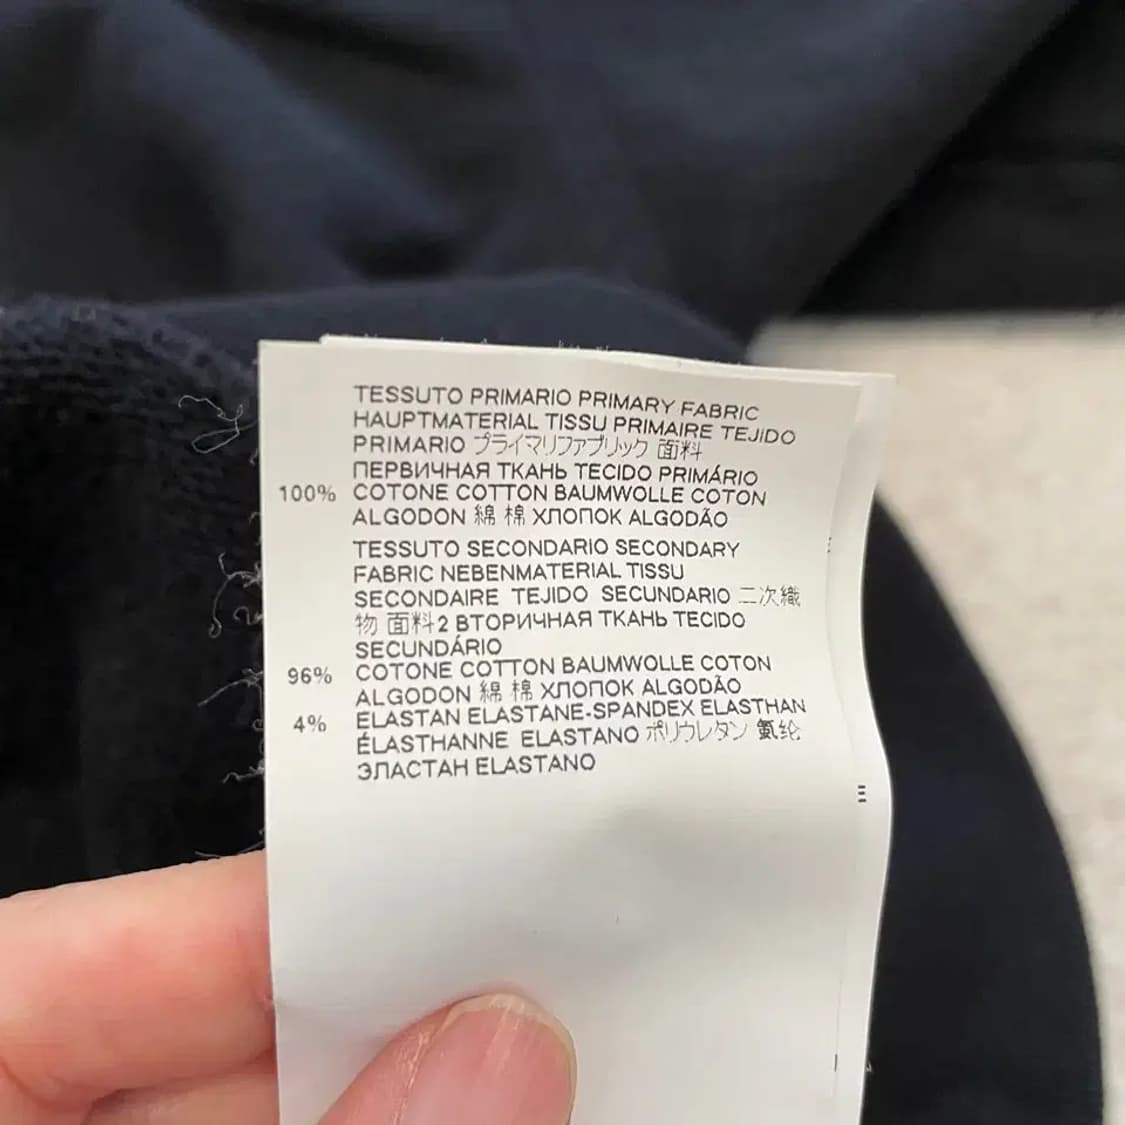 TESSUTO PRIMARIO PRIMARY FABRIC
HAUPTMATERIAL TISSU PRIMAIRE TEJIDO
PRIMARIO プライマリファブリック 面料
ПЕРВИЧНАЯ ТКАНЬ TECIDO PRIMÁRIO
100% COTONE COTTON BAUMWOLLE COTON
ALGODON 綿 棉 ХЛОПОК ALGODÃO
TESSUTO SECONDARIO SECONDARY
FABRIC NEBENMATERIAL TISSU
SECONDAIRE TEJIDO SECUNDARIO 二次織
物 面料2 ВТОРИЧНАЯ ТКАНЬ TECIDO
SECUNDÁRIO
96% COTONE COTTON BAUMWOLLE COTON
ALGODON 綿 棉 ХЛОПОК ALGODÃO
4% ELASTAN ELASTANE-SPANDEX ELASTHAN
ÉLASTHANNE ELASTANO ポリウレタン 氨纶
ЭЛАСТАН ELASTANO